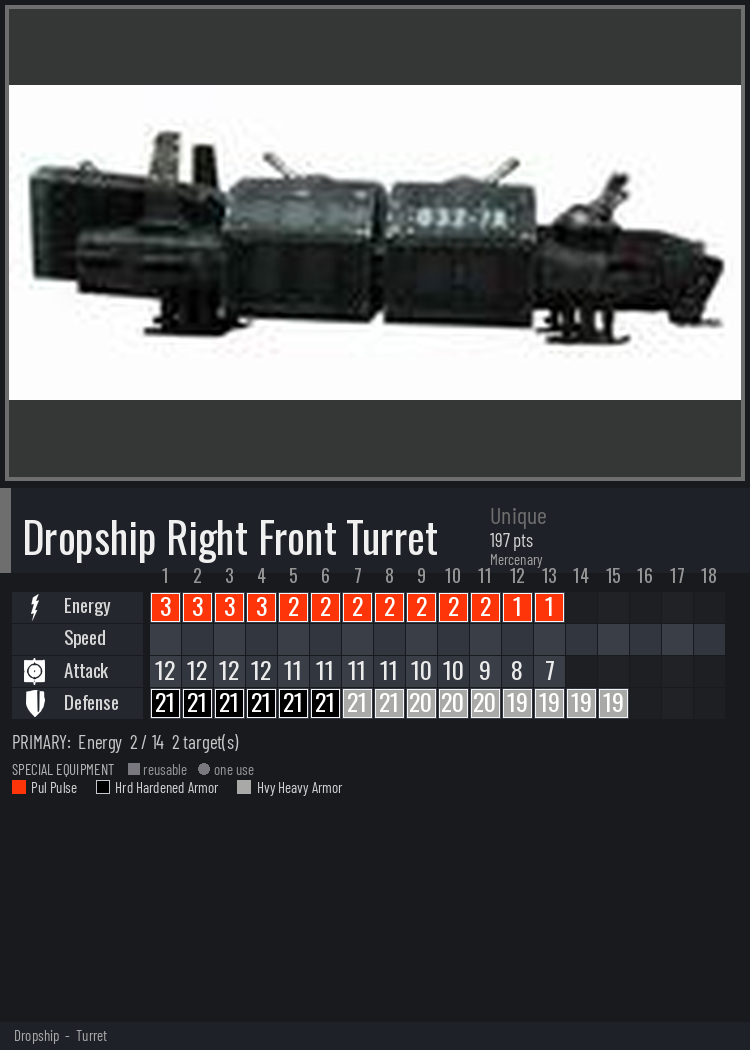 032-7A
Dropship Right Front Turret
Unique
197 pts
Mercenary
1 2 3 4 5 6 7 8 9 10 11 12 13 14 15 16 17 18
Energy 3 3 3 3 2 2 2 2 2 2 2 1 1
Speed
Attack 12 12 12 12 11 11 11 11 10 10 9 8 7
Defense 21 21 21 21 21 21 21 21 20 20 20 19 19 19 19
PRIMARY: Energy 2 / 14 2 target(s)
SPECIAL EQUIPMENT reusable one use
Pul Pulse Hrd Hardened Armor Hvy Heavy Armor
Dropship - Turret